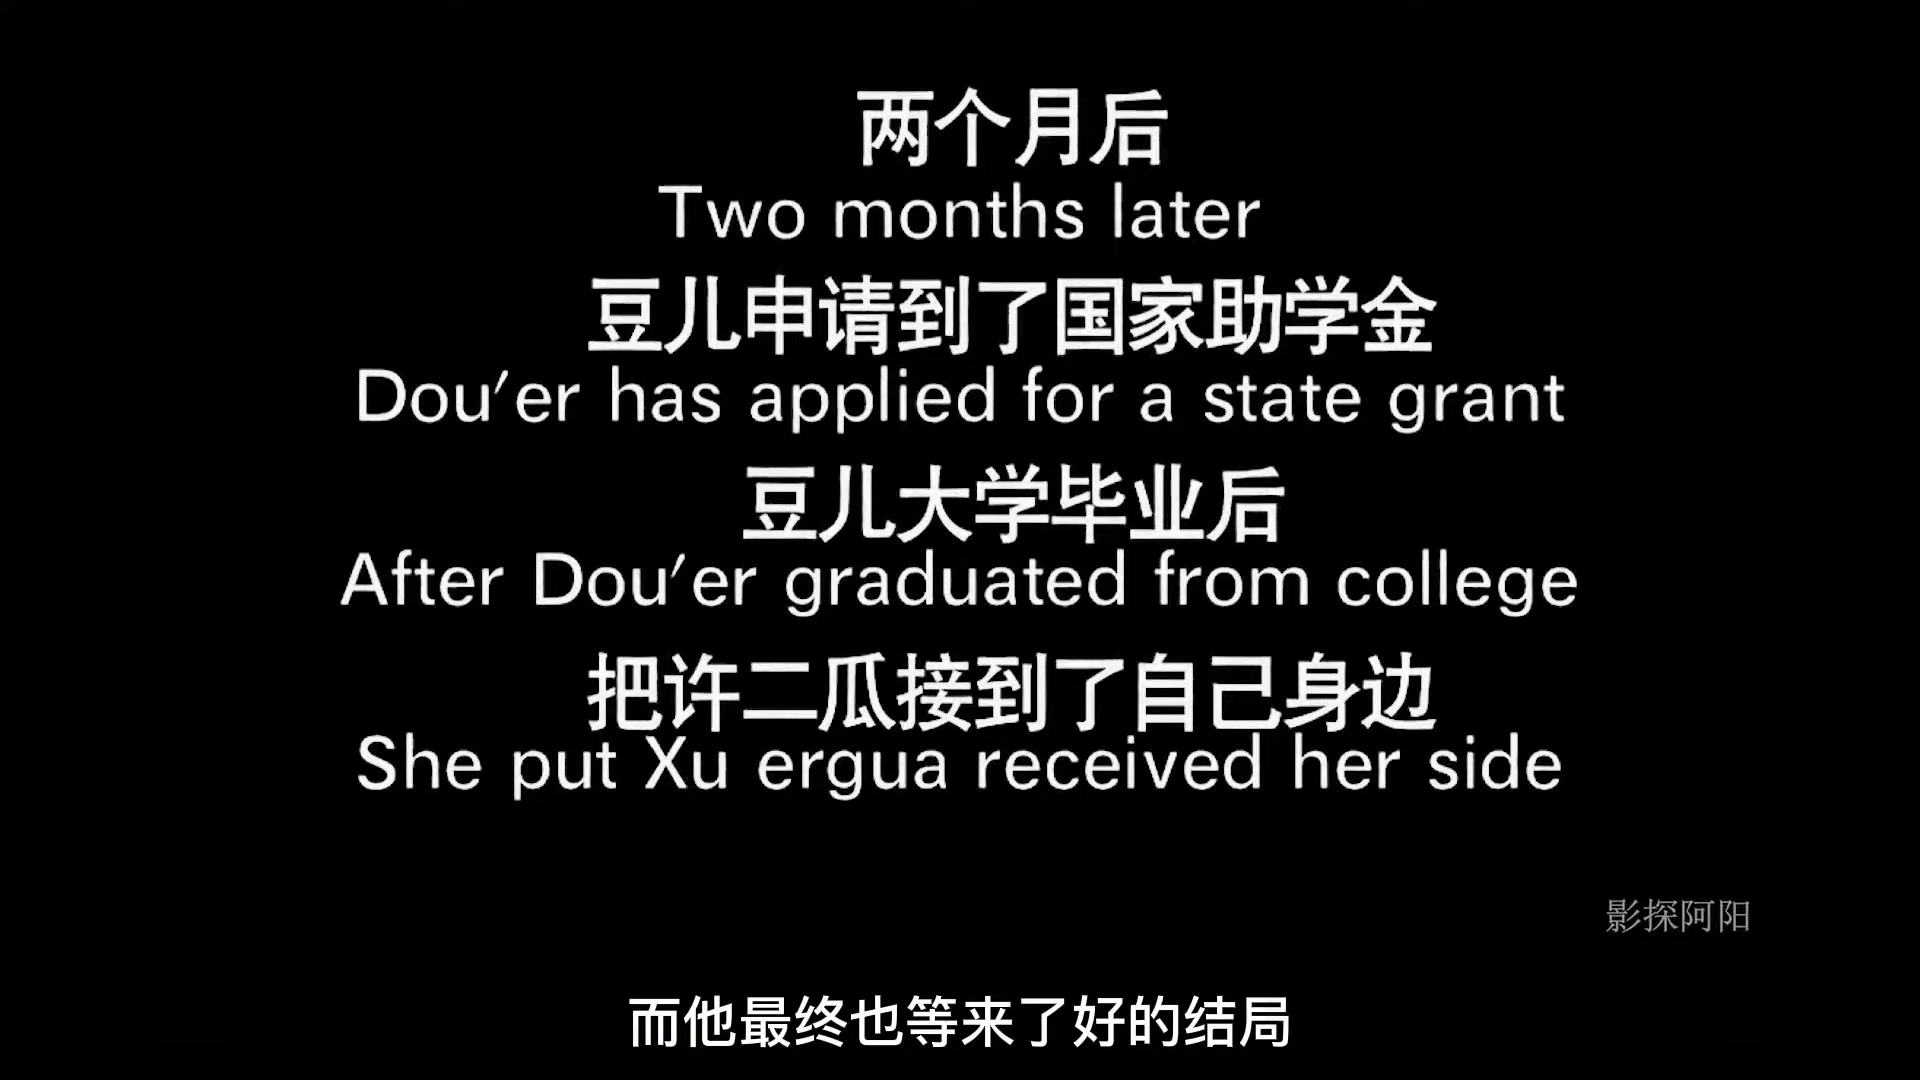 两个月后
Two months later
豆儿申请到了国家助学金
Dou'er has applied for a state grant
豆儿大学毕业后
After Dou'er graduated from college
把许二瓜接到了自己身边
She put Xu ergua received her side
影探阿阳
而他最终也等来了好的结局